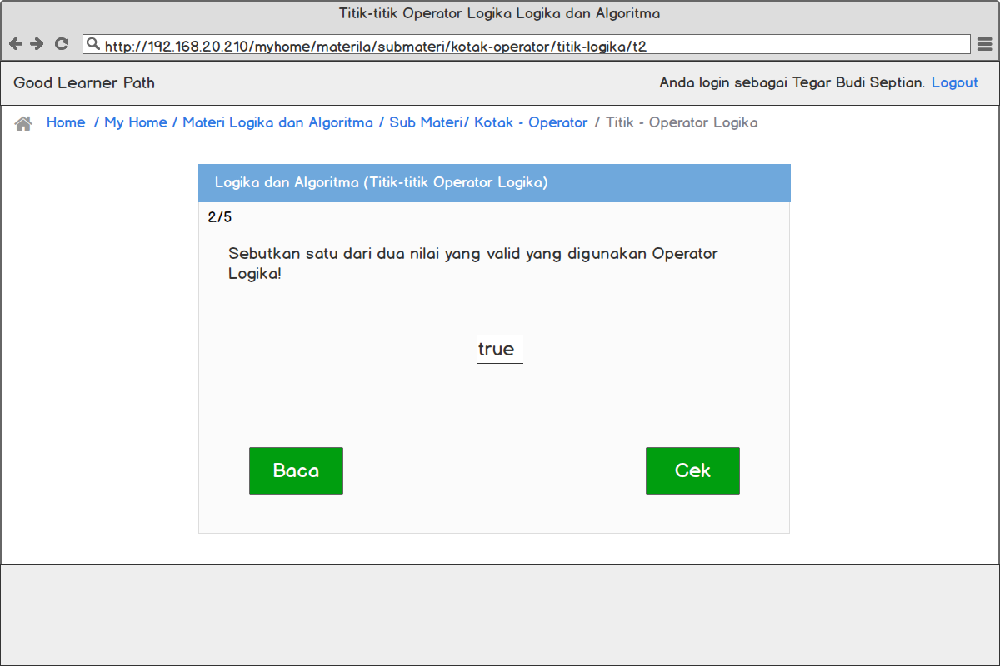 Titik-titik Operator Logika Logika dan Algoritma
http://192.168.20.210/myhome/materila/submateri/kotak-operator/titik-logika/t2
Good Learner Path
Anda login sebagai Tegar Budi Septian. Logout
Home / My Home / Materi Logika dan Algoritma / Sub Materi/ Kotak - Operator / Titik - Operator Logika
Logika dan Algoritma (Titik-titik Operator Logika)
2/5
Sebutkan satu dari dua nilai yang valid yang digunakan Operator
Logika!
true
Baca
Cek